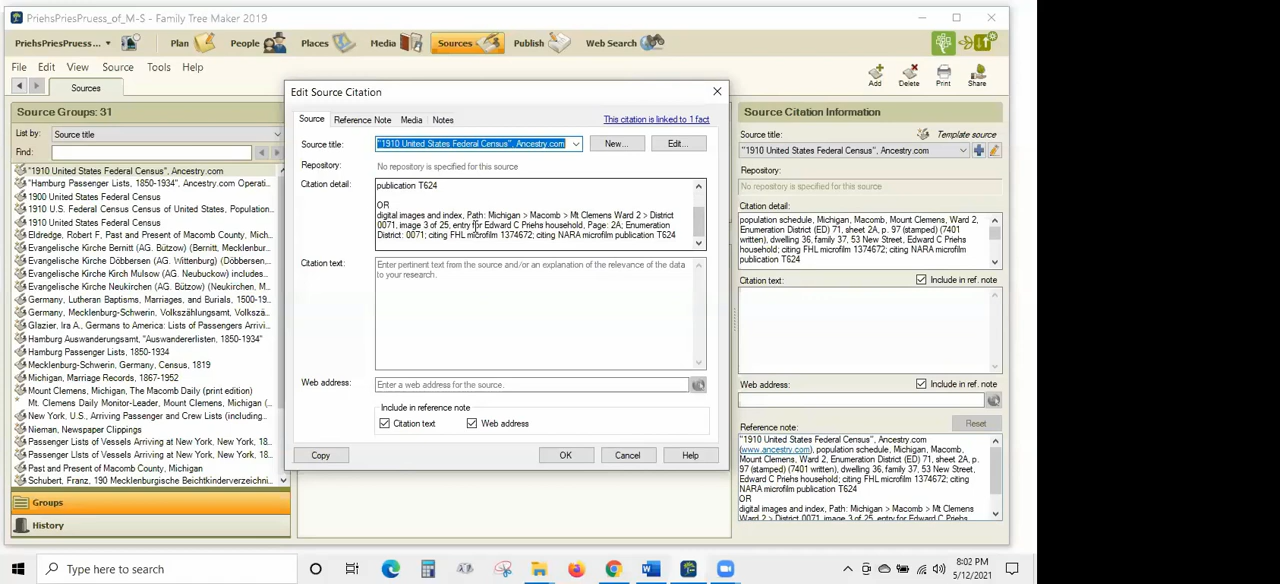 PriehsPriesPruess_of_M-S - Family Tree Maker 2019
PriehsPriesPruess...
Plan
People
Places
Media
Sources
Publish
Web Search
File Edit View Source Tools Help
Sources
Add
Delete
Print
Share
Source Groups: 31
List by:
Source title
Find:
"1910 United States Federal Census", Ancestry.com
"Hamburg Passenger Lists, 1850-1934". Ancestry.com Operati...
1900 United States Federal Census
1910 U.S. Federal Census Census of United States, Population...
1910 United States Federal Census
Eldredge, Robert F, Past and Present of Macomb County, Mich...
Evangelische Kirche Bernitt (AG. Bützow) (Bernitten, Germany...
Evangelische Kirche Döbbersen (AG. Wittenburg) (Döbbersen,...
Evangelische Kirche Kirch Mulsow (AG. Neubuckow) includes...
Evangelische Kirche Neukirchen (AG. Bützow) (Neukirchen, M...
Germany, Lutheran Baptisms, Marriages, and Burials, 1500-19...
Germany, Mecklenburg-Schwerin, Volkszählungsamt, Volkszä...
Glazier, Ira A., Germans to America: Lists of Passengers Arrivi...
Hamburg Auswanderungsamt, "Auswandererlisten, 1850-1934"
Hamburg Passenger Lists, 1850-1934
Mecklenburg-Schwerin, Germany, Census, 1819
Michigan, Marriage Records, 1867-1952
Mount Clemens, Michigan, The Macomb Daily (print edition)
Mt. Clemens Daily Monitor-Leader, Mount Clemens, Michigan
New York, U.S., Arriving Passenger and Crew Lists (including...
Nieman, Newspaper Clippings
Passenger Lists of Vessels Arriving at New York, New York, 18...
Passenger LIsts of Vessels Arriving at New York, New York, 18...
Past and Present of Macomb County, Michigan
Schubert, Franz, 190 Mecklenburgische Beichtkinderverzeichni...
Groups
History
Edit Source Citation
Source
Reference Note
Media
Notes
This citation is linked to 1 fact
Source title:
"1910 United States Federal Census", Ancestry.com
New...
Edit...
Repository:
No repository is specified for this source
Citation detail:
publication T624
OR
digital images and index, Path: Michigan > Macomb > Mt Clemens Ward 2 > District
0071, image 3 of 25, entry for Edward C Priehs household, Page: 2A; Enumeration
District: 0071; citing FHL microfilm 1374672; citing NARA microfilm publication T624
Citation text:
Enter pertinent text from the source and/or an explanation of the relevance of the data
to your research.
Web address:
Enter a web address for the source.
Include in reference note
Citation text
Web address
Copy
OK
Cancel
Help
Source Citation Information
Source title:
Template source
"1910 United States Federal Census", Ancestry.com
Repository:
No repository is specified for this source
Citation detail:
population schedule, Michigan, Macomb, Mount Clemens, Ward 2,
Enumeration District (ED) 71, sheet 2A, p. 97 (stamped) (7401
written), dwelling 36, family 37, 53 New Street, Edward C Priehs
household; citing FHL microfilm 1374672; citing NARA microfilm
publication T624
Citation text:
Include in ref. note
Web address:
Include in ref. note
Reference note:
Reset
"1910 United States Federal Census", Ancestry.com
(www.ancestry.com), population schedule, Michigan, Macomb,
Mount Clemens, Ward 2, Enumeration District (ED) 71, sheet 2A, p.
97 (stamped) (7401 written), dwelling 36, family 37, 53 New Street,
Edward C Priehs household; citing FHL microfilm 1374672; citing
NARA microfilm publication T624
OR
digital images and index, Path: Michigan > Macomb > Mt Clemens
Ward 2 > District 0071, image 3 of 25, entry for Edward C Priehs
Type here to search
8:02 PM
5/12/2021